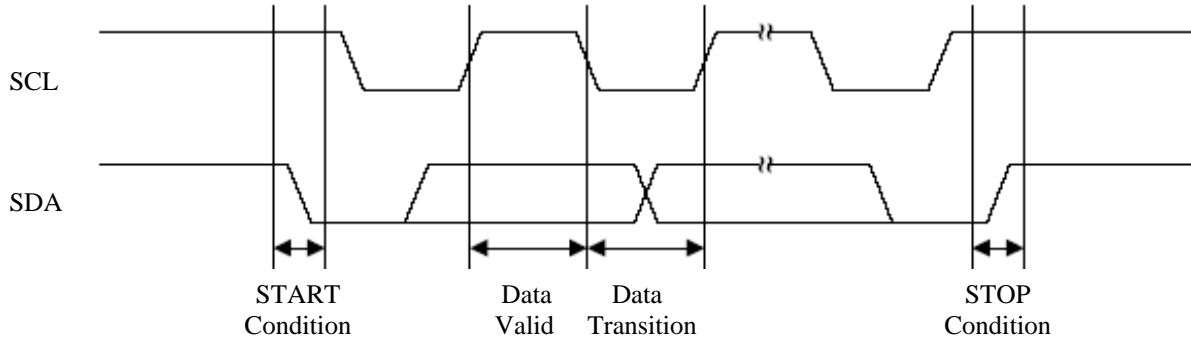 SCL
SDA
START
Condition
Data
Valid
Data
Transition
STOP
Condition